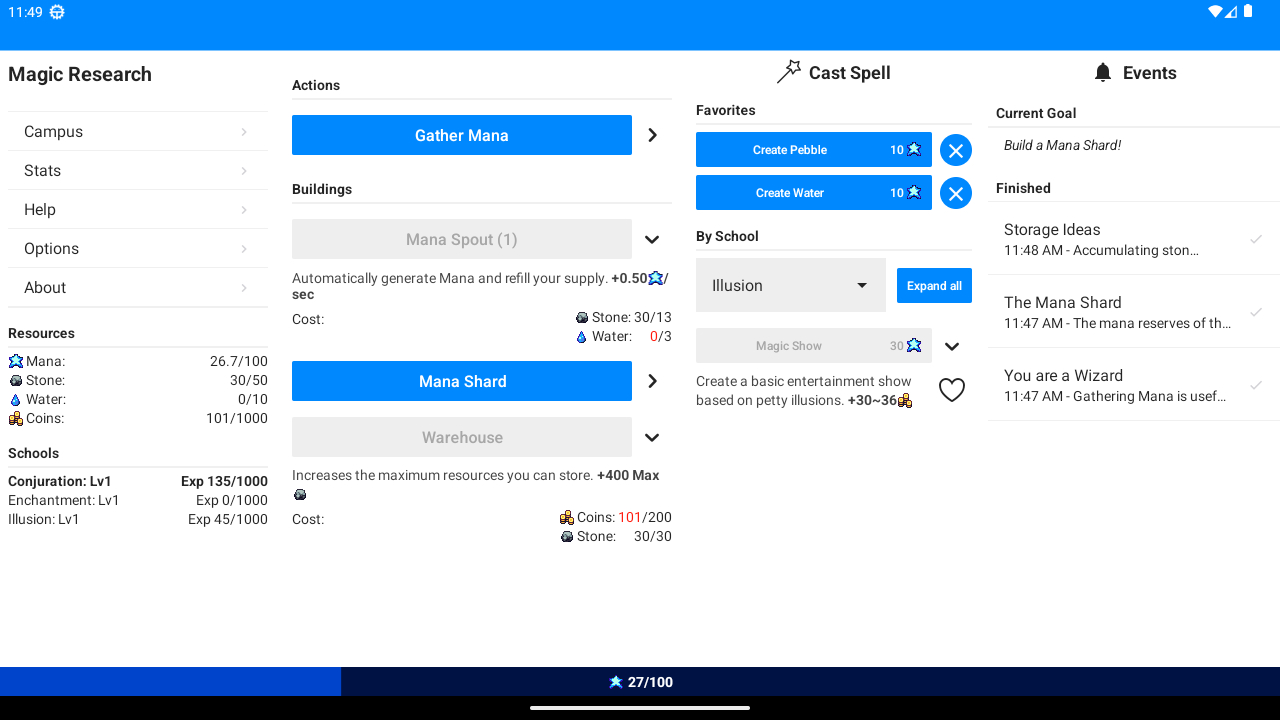 11:49
Magic Research
Campus
Stats
Help
Options
About
Resources
Mana: 26.7/100
Stone: 30/50
Water: 0/10
Coins: 101/1000
Schools
Conjuration: Lv1 Exp 135/1000
Enchantment: Lv1 Exp 0/1000
Illusion: Lv1 Exp 45/1000
Actions
Gather Mana
Buildings
Mana Spout (1)
Automatically generate Mana and refill your supply. +0.50/
sec
Cost: Stone: 30/13
Water: 0/3
Mana Shard
Warehouse
Increases the maximum resources you can store. +400 Max
Cost: Coins: 101/200
Stone: 30/30
Cast Spell
Favorites
Create Pebble 10
Create Water 10
By School
Illusion
Expand all
Magic Show 30
Create a basic entertainment show
based on petty illusions. +30~36
Events
Current Goal
Build a Mana Shard!
Finished
Storage Ideas
11:48 AM - Accumulating ston...
The Mana Shard
11:47 AM - The mana reserves of th...
You are a Wizard
11:47 AM - Gathering Mana is usef...
27/100